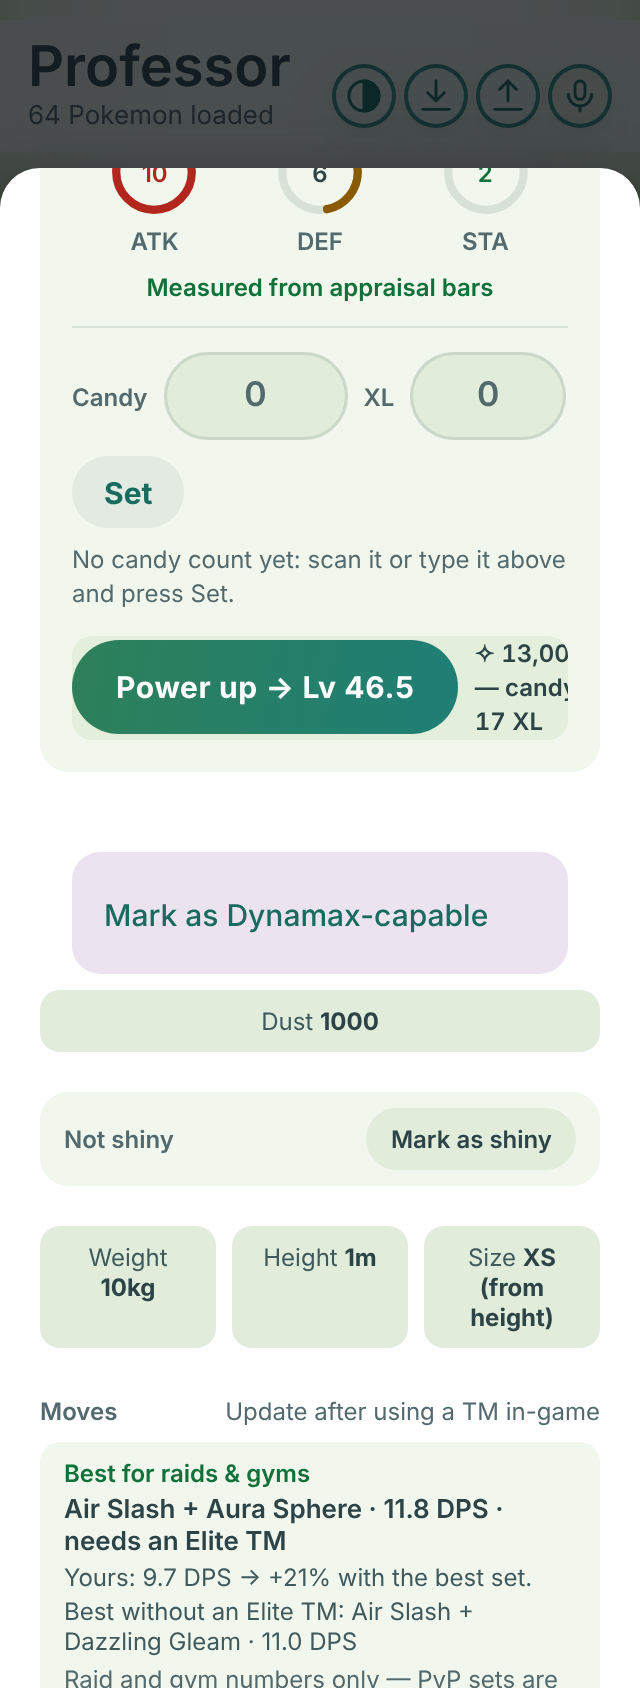 Professor
64 Pokemon loaded
10
6
2
ATK
DEF
STA
Measured from appraisal bars
Candy
0
XL
0
Set
No candy count yet: scan it or type it above
and press Set.
Power up → Lv 46.5
✧ 13,00
— candy
17 XL
Mark as Dynamax-capable
Dust 1000
Not shiny
Mark as shiny
Weight
10kg
Height 1m
Size XS
(from
height)
Moves
Update after using a TM in-game
Best for raids & gyms
Air Slash + Aura Sphere · 11.8 DPS ·
needs an Elite TM
Yours: 9.7 DPS → +21% with the best set.
Best without an Elite TM: Air Slash +
Dazzling Gleam · 11.0 DPS
Raid and gym numbers only — PvP sets are